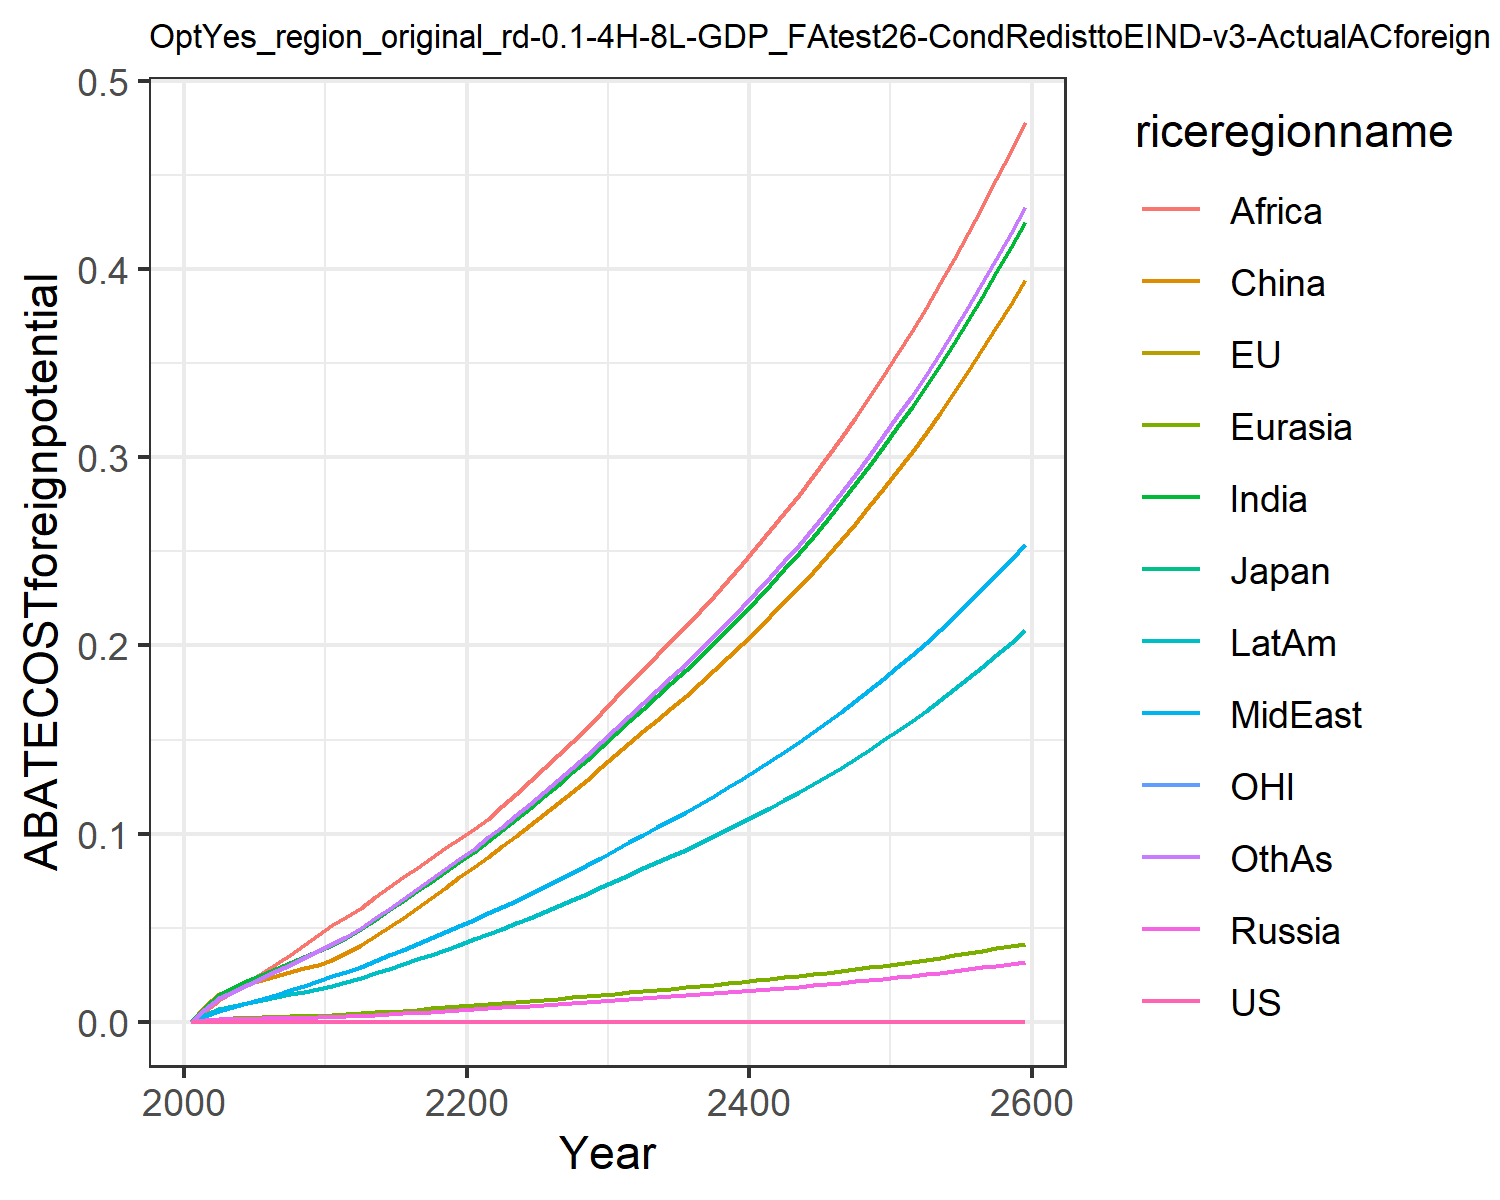 OptYes_region_original_rd-0.1-4H-8L-GDP_FAtest26-CondRedisttoEIND-v3-ActualACforeign
0.5
0.4
0.3
0.2
0.1
0.0
ABATECOSTforeignpotential
2000 2200 2400 2600
Year
riceregionname
Africa
China
EU
Eurasia
India
Japan
LatAm
MidEast
OHI
OthAs
Russia
US